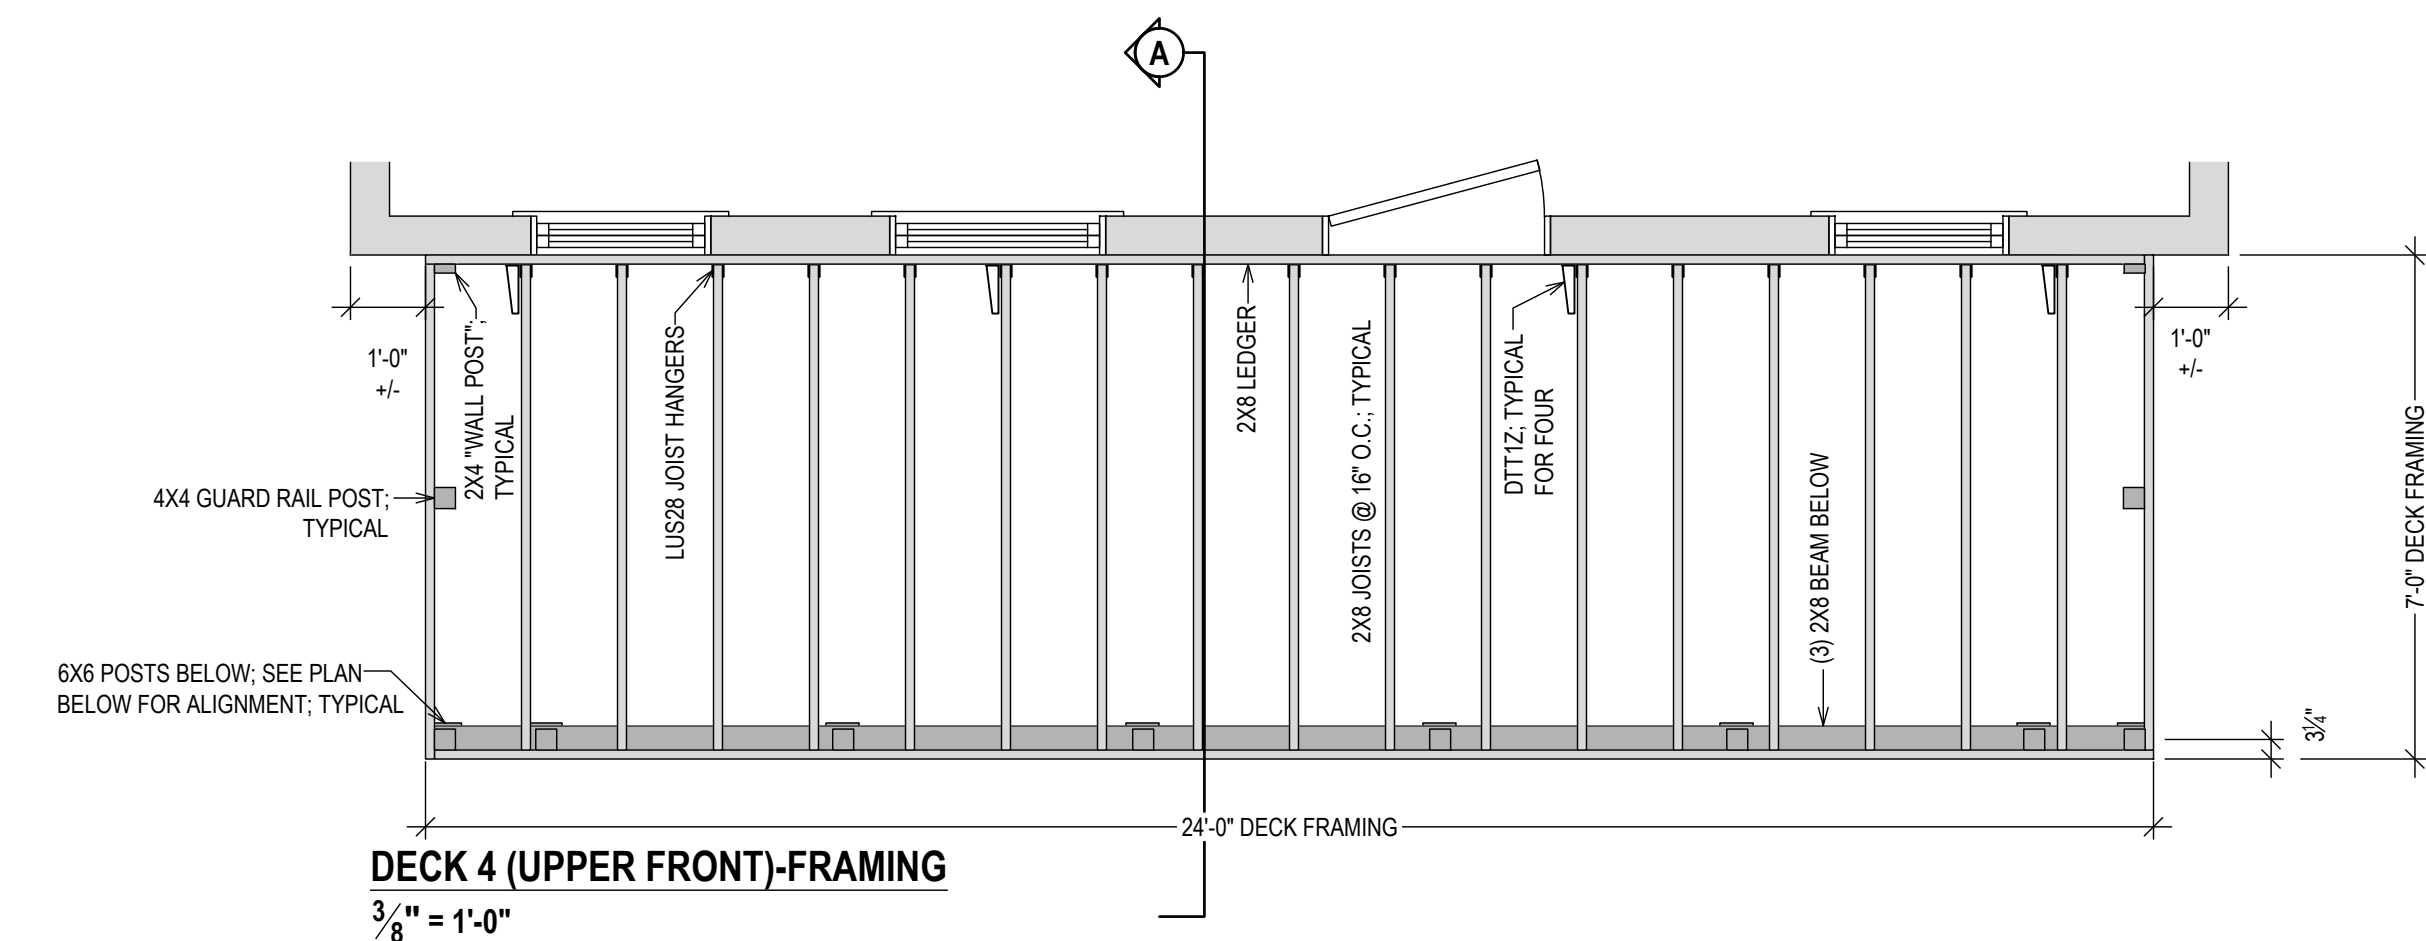 A
1'-0"
+/-
2X4 "WALL POST";
TYPICAL
LUS28 JOIST HANGERS
2X8 LEDGER
2X8 JOISTS @ 16" O.C.; TYPICAL
DTT1Z; TYPICAL
FOR FOUR
(3) 2X8 BEAM BELOW
1'-0"
+/-
7'-0" DECK FRAMING
4X4 GUARD RAIL POST;
TYPICAL
6X6 POSTS BELOW; SEE PLAN
BELOW FOR ALIGNMENT; TYPICAL
3¼"
24'-0" DECK FRAMING
DECK 4 (UPPER FRONT)-FRAMING
⅜" = 1'-0"